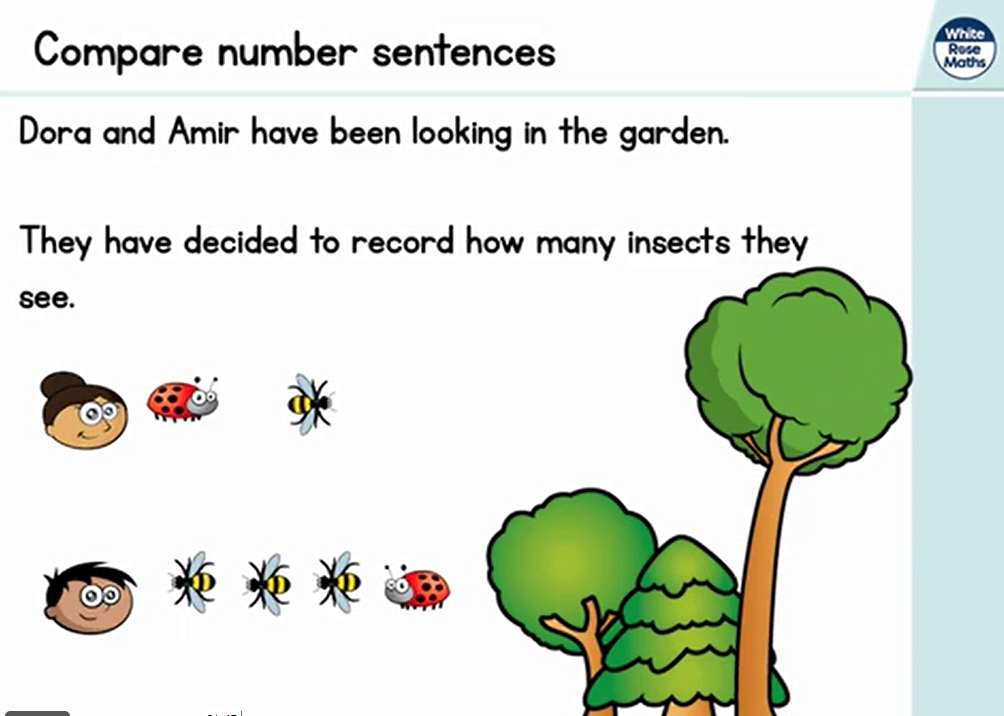 Compare number sentences
White
Rose
Maths
Dora and Amir have been looking in the garden.
They have decided to record how many insects they
see.